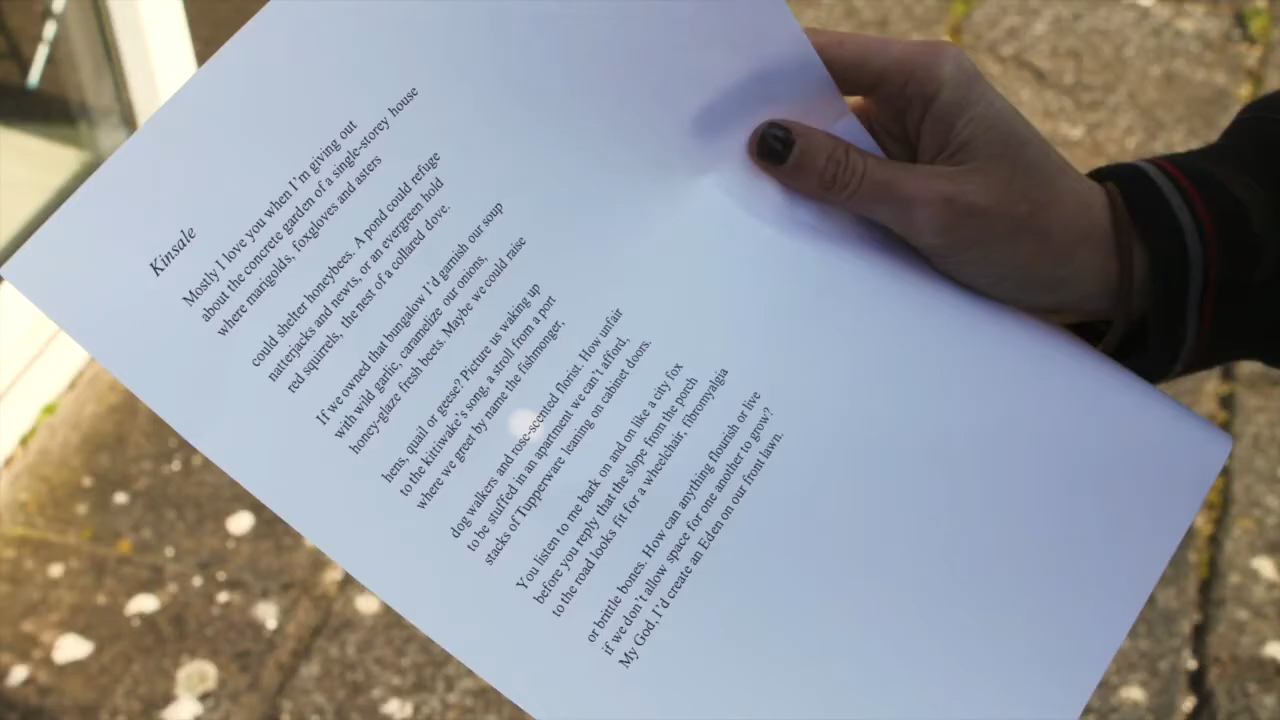 Kinsale
Mostly I love you when I'm giving out
about the concrete garden of a single-storey house
where marigolds, foxgloves and asters
could shelter honeybees. A pond could refuge
natterjacks and newts, or an evergreen hold
red squirrels, the nest of a collared dove.
If we owned that bungalow I'd garnish our soup
with wild garlic, caramelize our onions,
honey-glaze fresh beets. Maybe we could raise
hens, quail or geese? Picture us waking up
to the kittiwake's song, a stroll from a port
where we greet by name the fishmonger,
dog walkers and rose-scented florist. How unfair
to be stuffed in an apartment we can't afford,
stacks of Tupperware leaning on cabinet doors.
You listen to me bark on and on like a city fox
before you reply that the slope from the porch
to the road looks fit for a wheelchair, fibromyalgia
or brittle bones. How can anything flourish or live
if we don't allow space for one another to grow?
My God, I'd create an Eden on our front lawn.